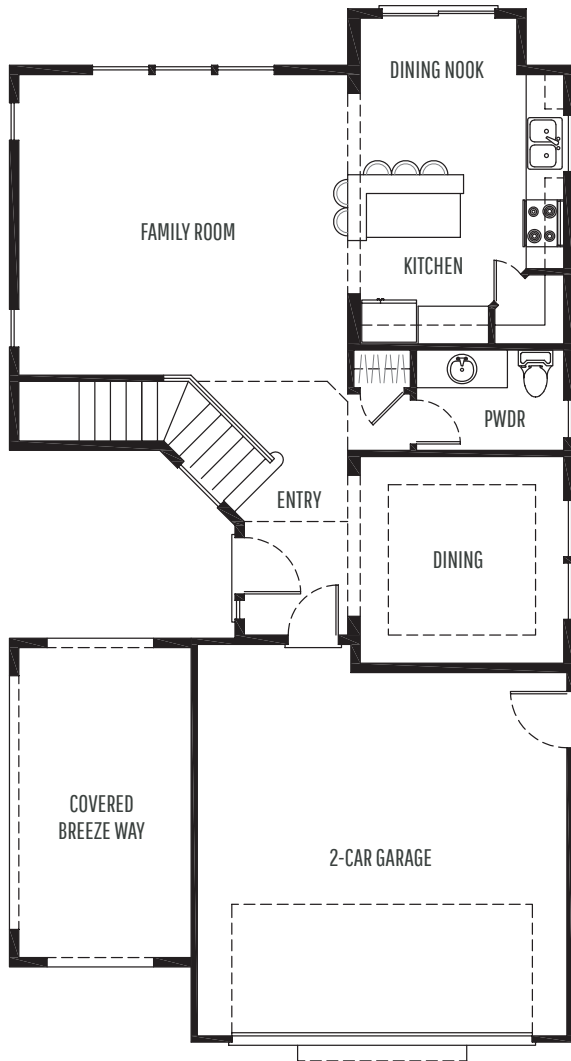 DINING NOOK
FAMILY ROOM
KITCHEN
PWDR
ENTRY
DINING
COVERED
BREEZE WAY
2-CAR GARAGE